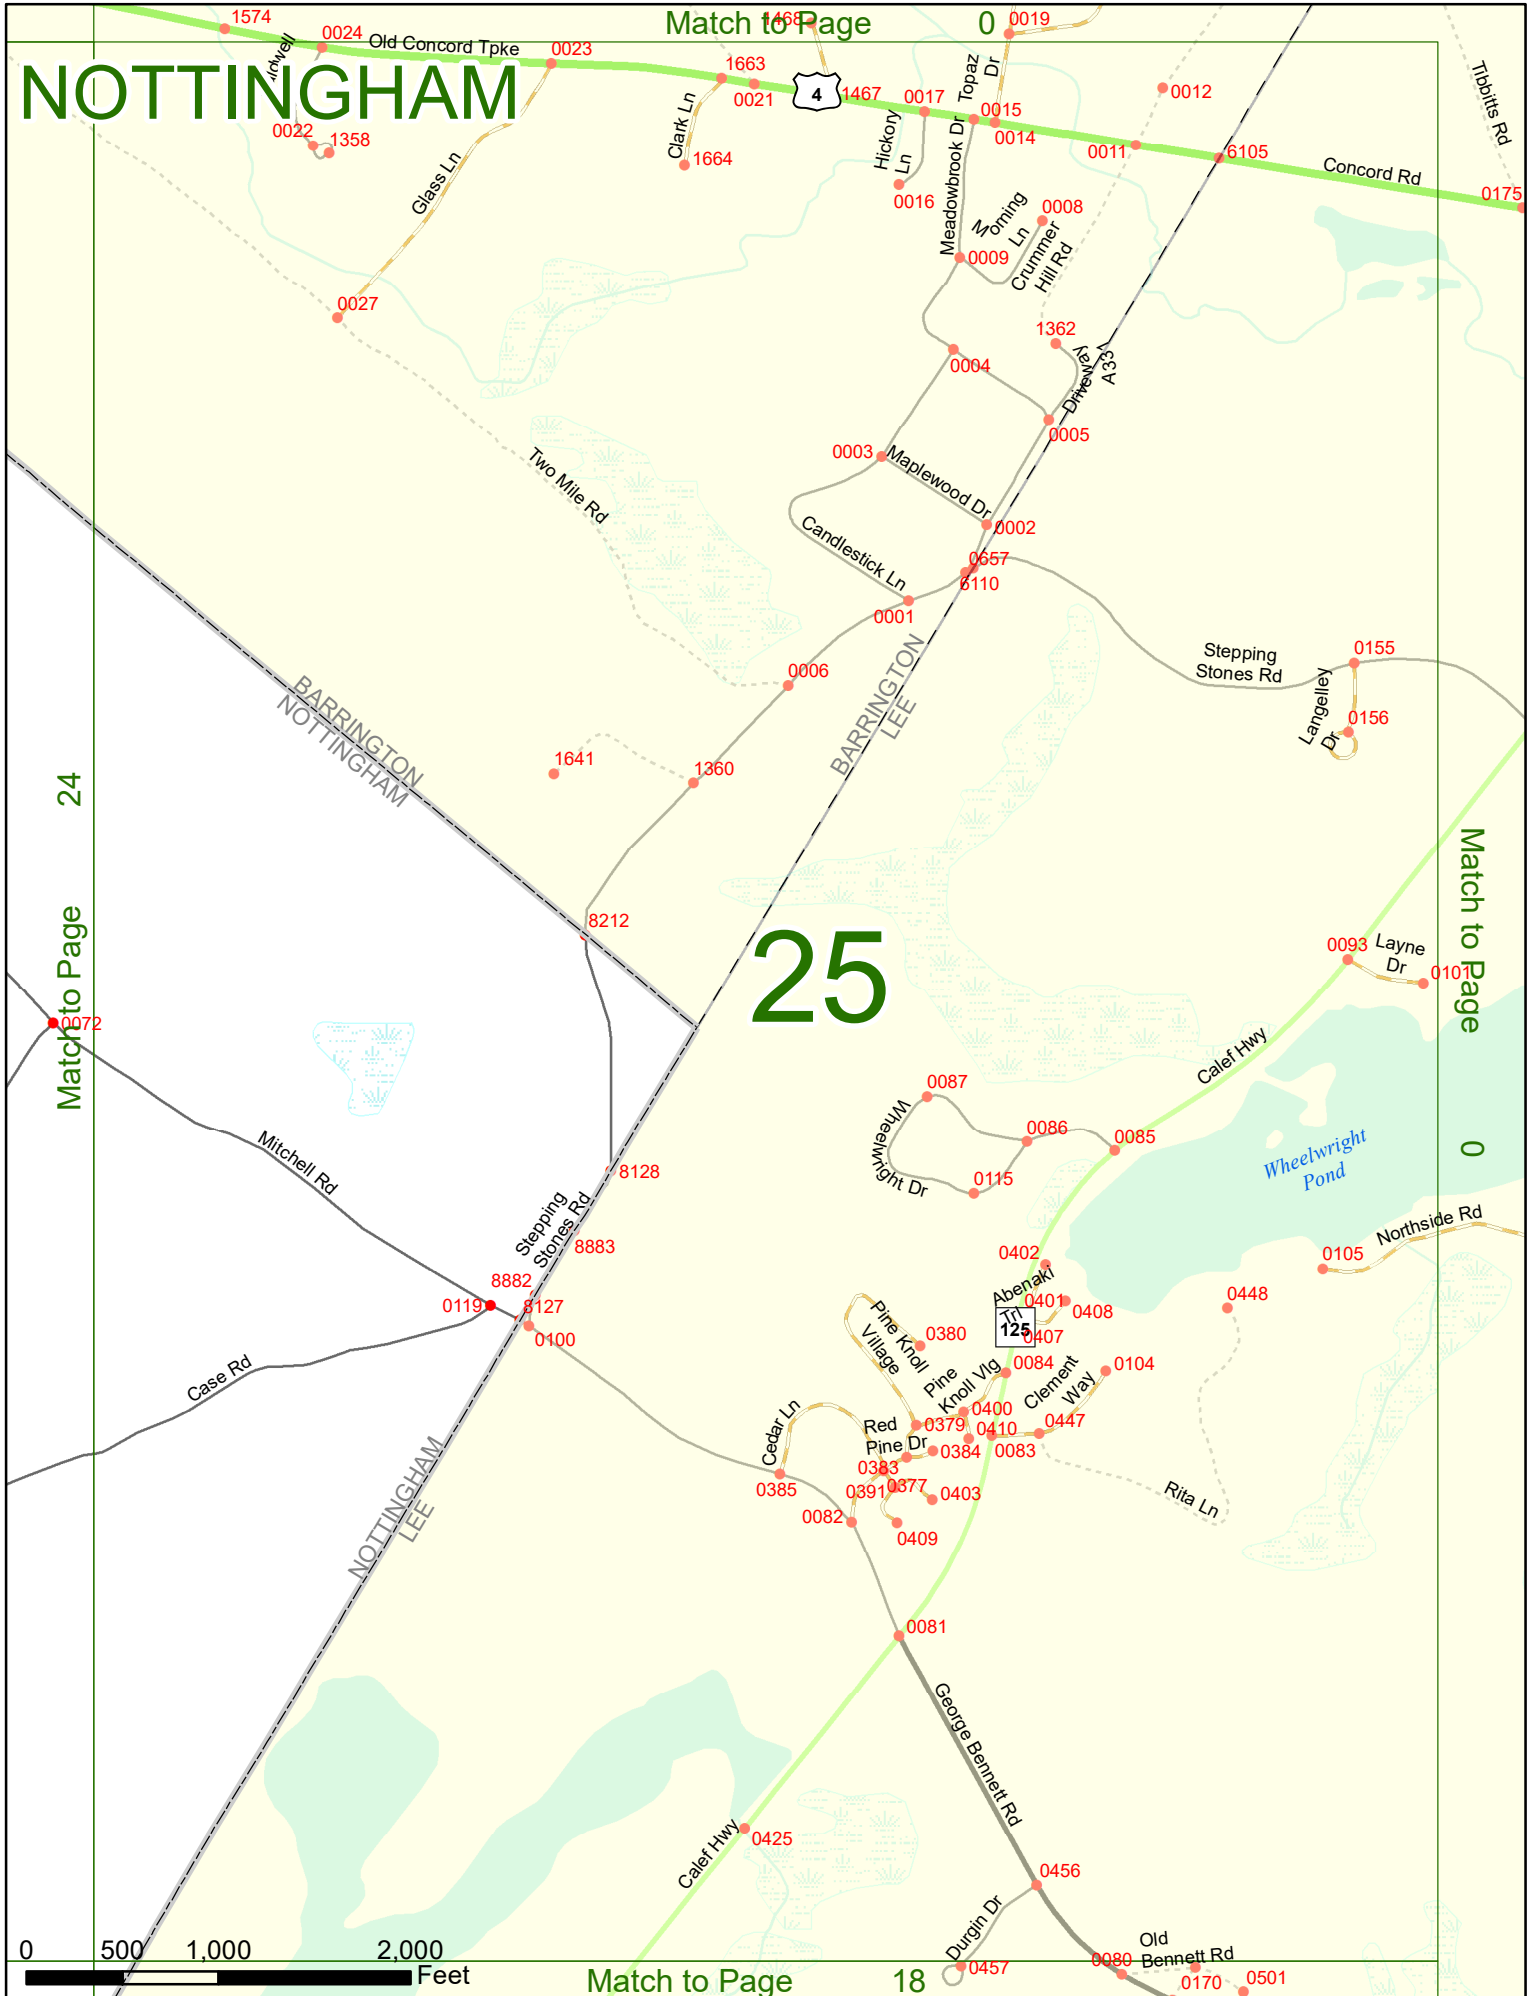 Match to Page 0
1574
0024
Old Concord Tpke
0023
1468
0019
NOTTINGHAM
1663
0021
4
1467
0017
Topaz
Dr
0015
0014
0012
Tibbitts Rd
0022
1358
Glass Ln
Clark Ln
1664
Hickory
Ln
0016
Meadowbrook Dr
0011
6105
Concord Rd
0175
Morning
Ln
0008
Crummer
Hill Rd
0009
0027
1362
0004
Driveway
A337
0005
0003
Maplewood Dr
Two Mile Rd
0002
Candlestick Ln
0657
6110
0001
0006
BARRINGTON
LEE
Stepping
Stones Rd
0155
Langelley
Dr
0156
BARRINGTON
NOTTINGHAM
1641
1360
Match to Page 24
Match to Page 0
8212
25
0093
Layne
Dr
0101
0072
Calef Hwy
0087
Wheelwright Dr
0086
0085
0115
Wheelwright
Pond
Mitchell Rd
8128
Stepping
Stones Rd
8883
Northside Rd
0105
0402
Abenaki
Trl
0401
0408
0448
8882
0119
8127
0100
125
0407
Pine Knoll
Village
0380
Pine
Knoll Vlg
0084
Clement
Way
0104
Case Rd
Cedar Ln
Red
Pine Dr
0379
0400
0410
0447
0083
0384
0383
0385
0391
0377
0403
Rita Ln
0082
0409
NOTTINGHAM
LEE
0081
George Bennett Rd
Calef Hwy
0425
0456
Durgin Dr
0457
Old
Bennett Rd
0080
0170
0501
0 500 1,000 2,000
Feet
Match to Page 18